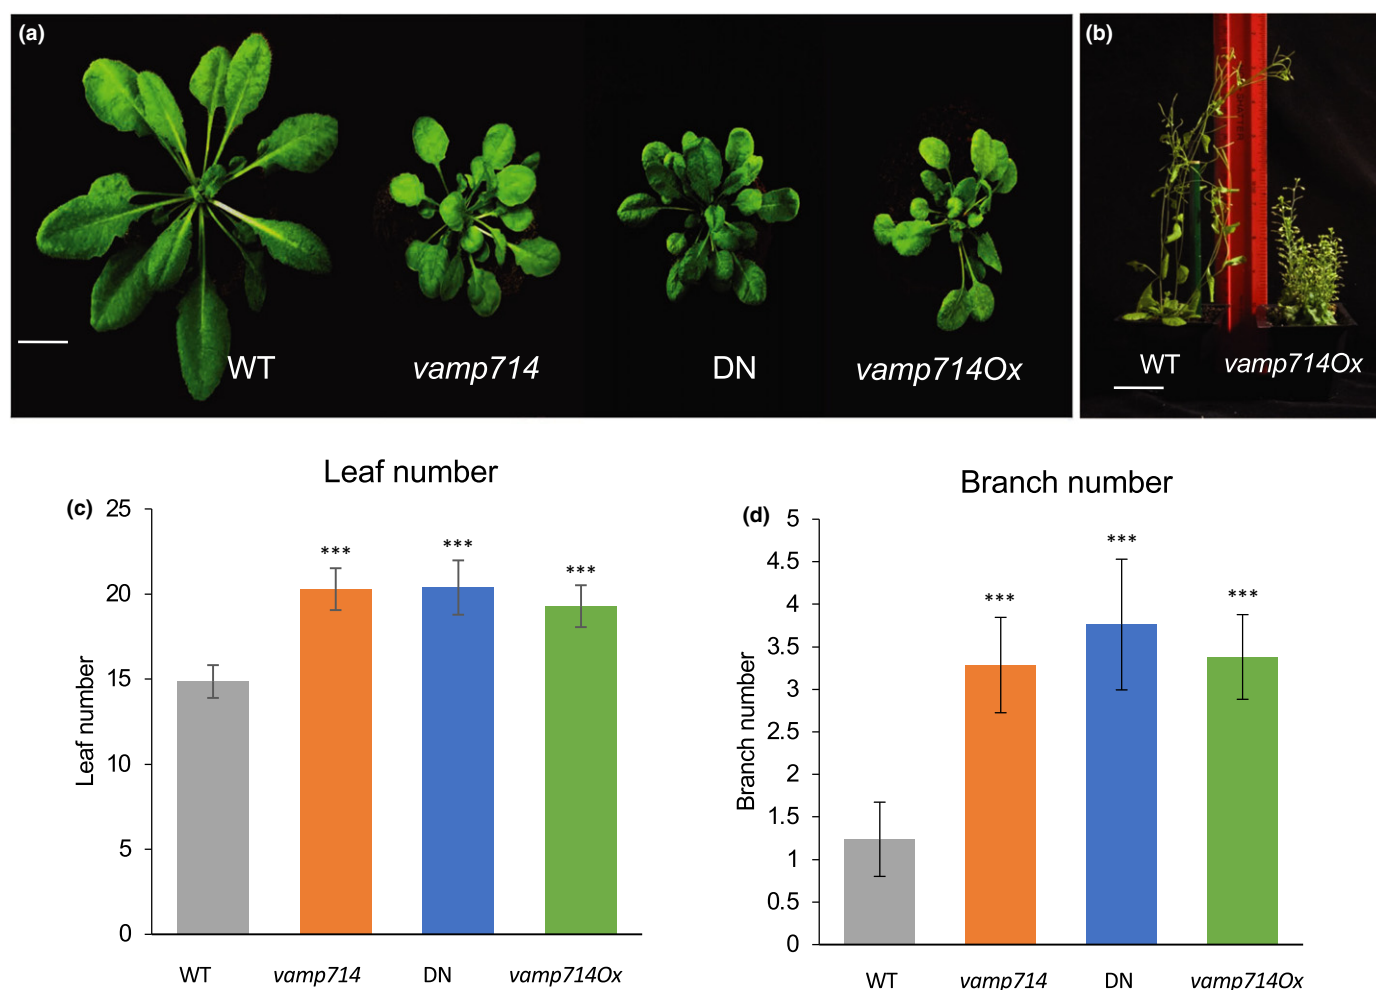 (a)
WT
vamp714
DN
vamp714Ox
(b)
WT
vamp714Ox
Leaf number
(c)
25
20
15
10
5
0
Leaf number
***
***
***
WT
vamp714
DN
vamp714Ox
Branch number
(d)
5
4.5
4
3.5
3
2.5
2
1.5
1
0.5
0
Branch number
***
***
***
WT
vamp714
DN
vamp714Ox